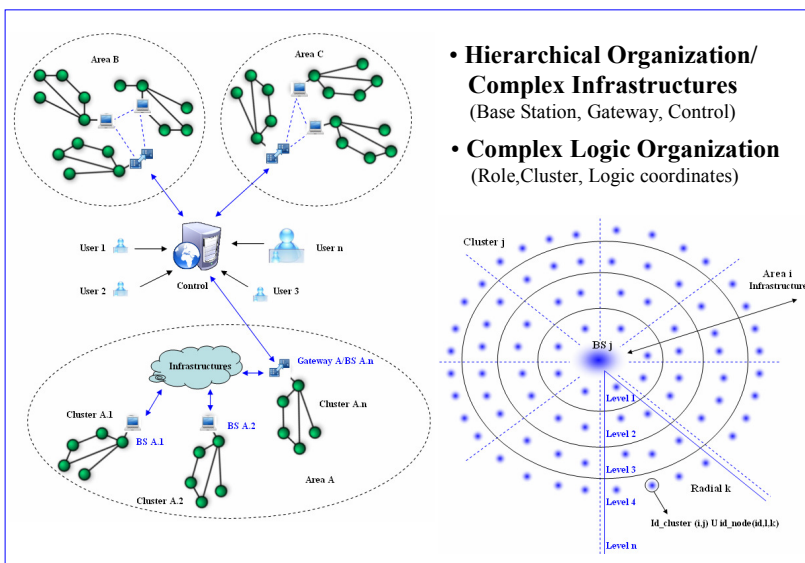 Area B
Area C
User 1
User n
User 2
Control
User 3
Infrastructures
Gateway A/BS A.n
Cluster A.1
Cluster A.n
BS A.1
BS A.2
Area A
Cluster A.2
• Hierarchical Organization/
Complex Infrastructures
(Base Station, Gateway, Control)
• Complex Logic Organization
(Role,Cluster, Logic coordinates)
Cluster j
Area i
Infrastructure
BS j
Level 1
Level 2
Level 3
Radial k
Level 4
Id_cluster (i,j) U id_node(id,l,k)
Level n